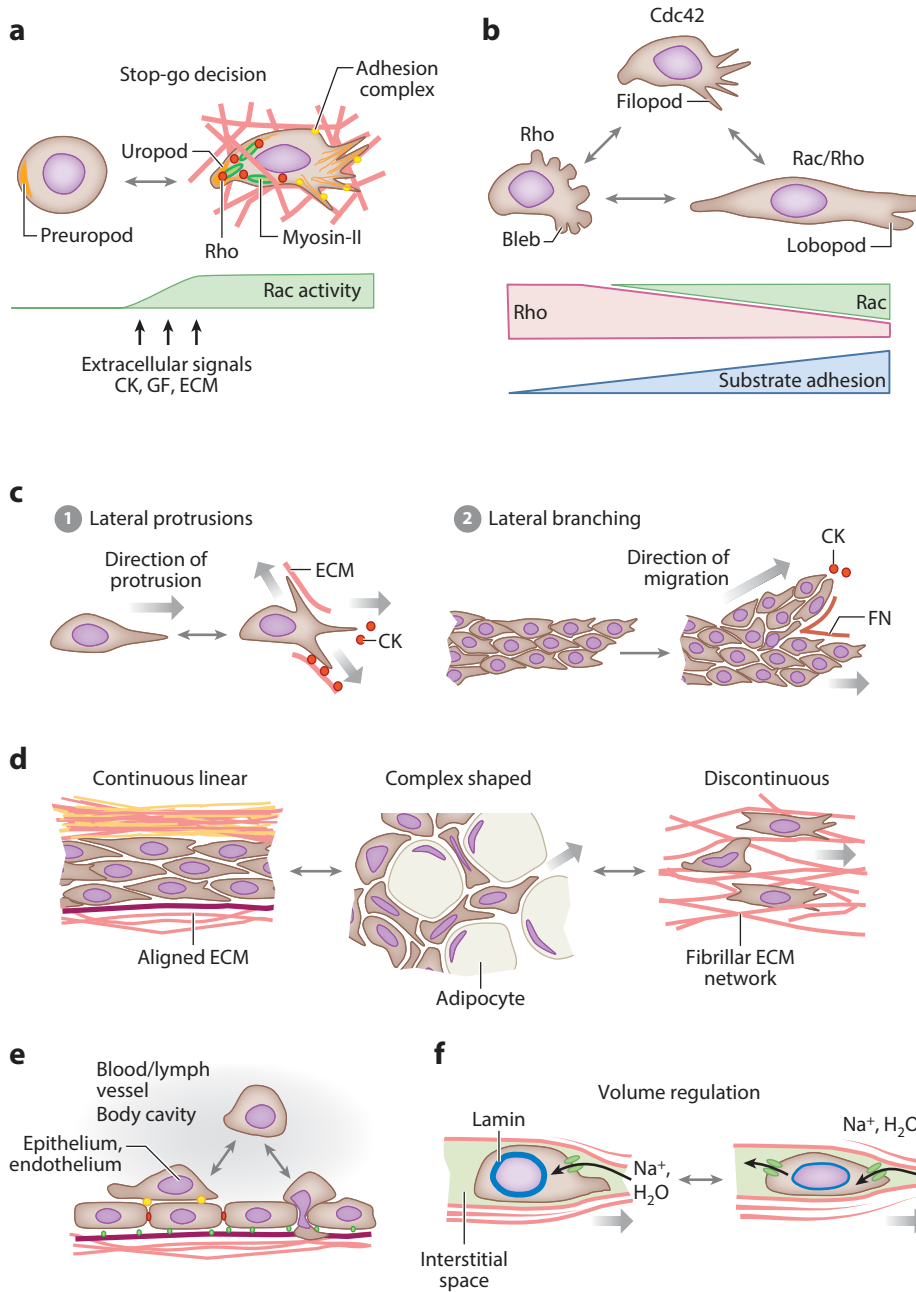 a
Stop-go decision
Adhesion
complex
Uropod
Preuropod
Rho
Myosin-II
Rac activity
Extracellular signals
CK, GF, ECM
b
Cdc42
Filopod
Rho
Rac/Rho
Bleb
Lobopod
Rac
Rho
Substrate adhesion
c
1 Lateral protrusions
Direction of
protrusion
ECM
CK
2 Lateral branching
Direction of
migration
CK
FN
d
Continuous linear
Complex shaped
Discontinuous
Aligned ECM
Adipocyte
Fibrillar ECM
network
e
Blood/lymph
vessel
Body cavity
Epithelium,
endothelium
f
Volume regulation
Lamin
Na⁺,
H₂O
Na⁺, H₂O
Interstitial
space